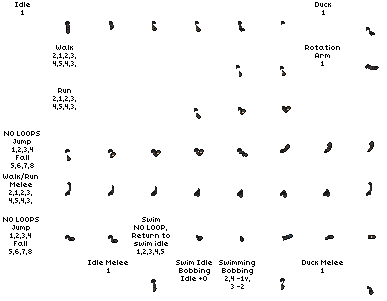 Idle
1
Duck
1
Walk
2,1,2,3,
4,5,4,3,
Rotation
Arm
1
Run
2,1,2,3,
4,5,4,3,
NO LOOPS
Jump
1,2,3,4
Fall
5,6,7,8
Walk/Run
Melee
2,1,2,3,
4,5,4,3,
NO LOOPS
Jump
1,2,3,4
Fall
5,6,7,8
Swim
NO LOOP,
Return to
swim idle
1,2,3,4,5
Idle Melee
1
Swim Idle
Bobbing
Idle +0
Swimming
Bobbing
2,4 -1v,
3 -2
Duck Melee
1